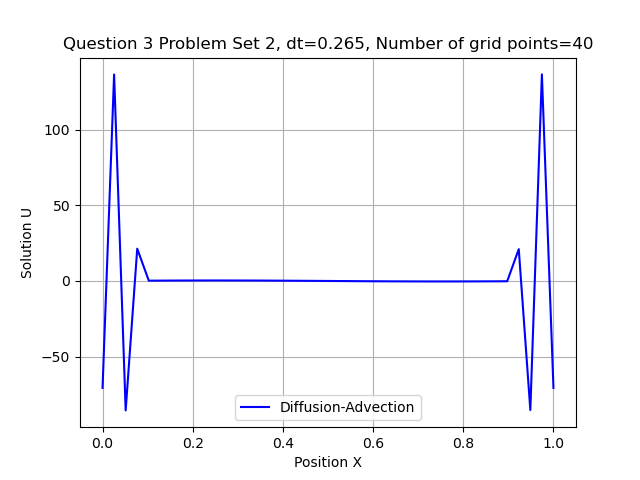 Question 3 Problem Set 2, dt=0.265, Number of grid points=40
Solution U
100
50
0
−50
Diffusion-Advection
0.0 0.2 0.4 0.6 0.8 1.0
Position X